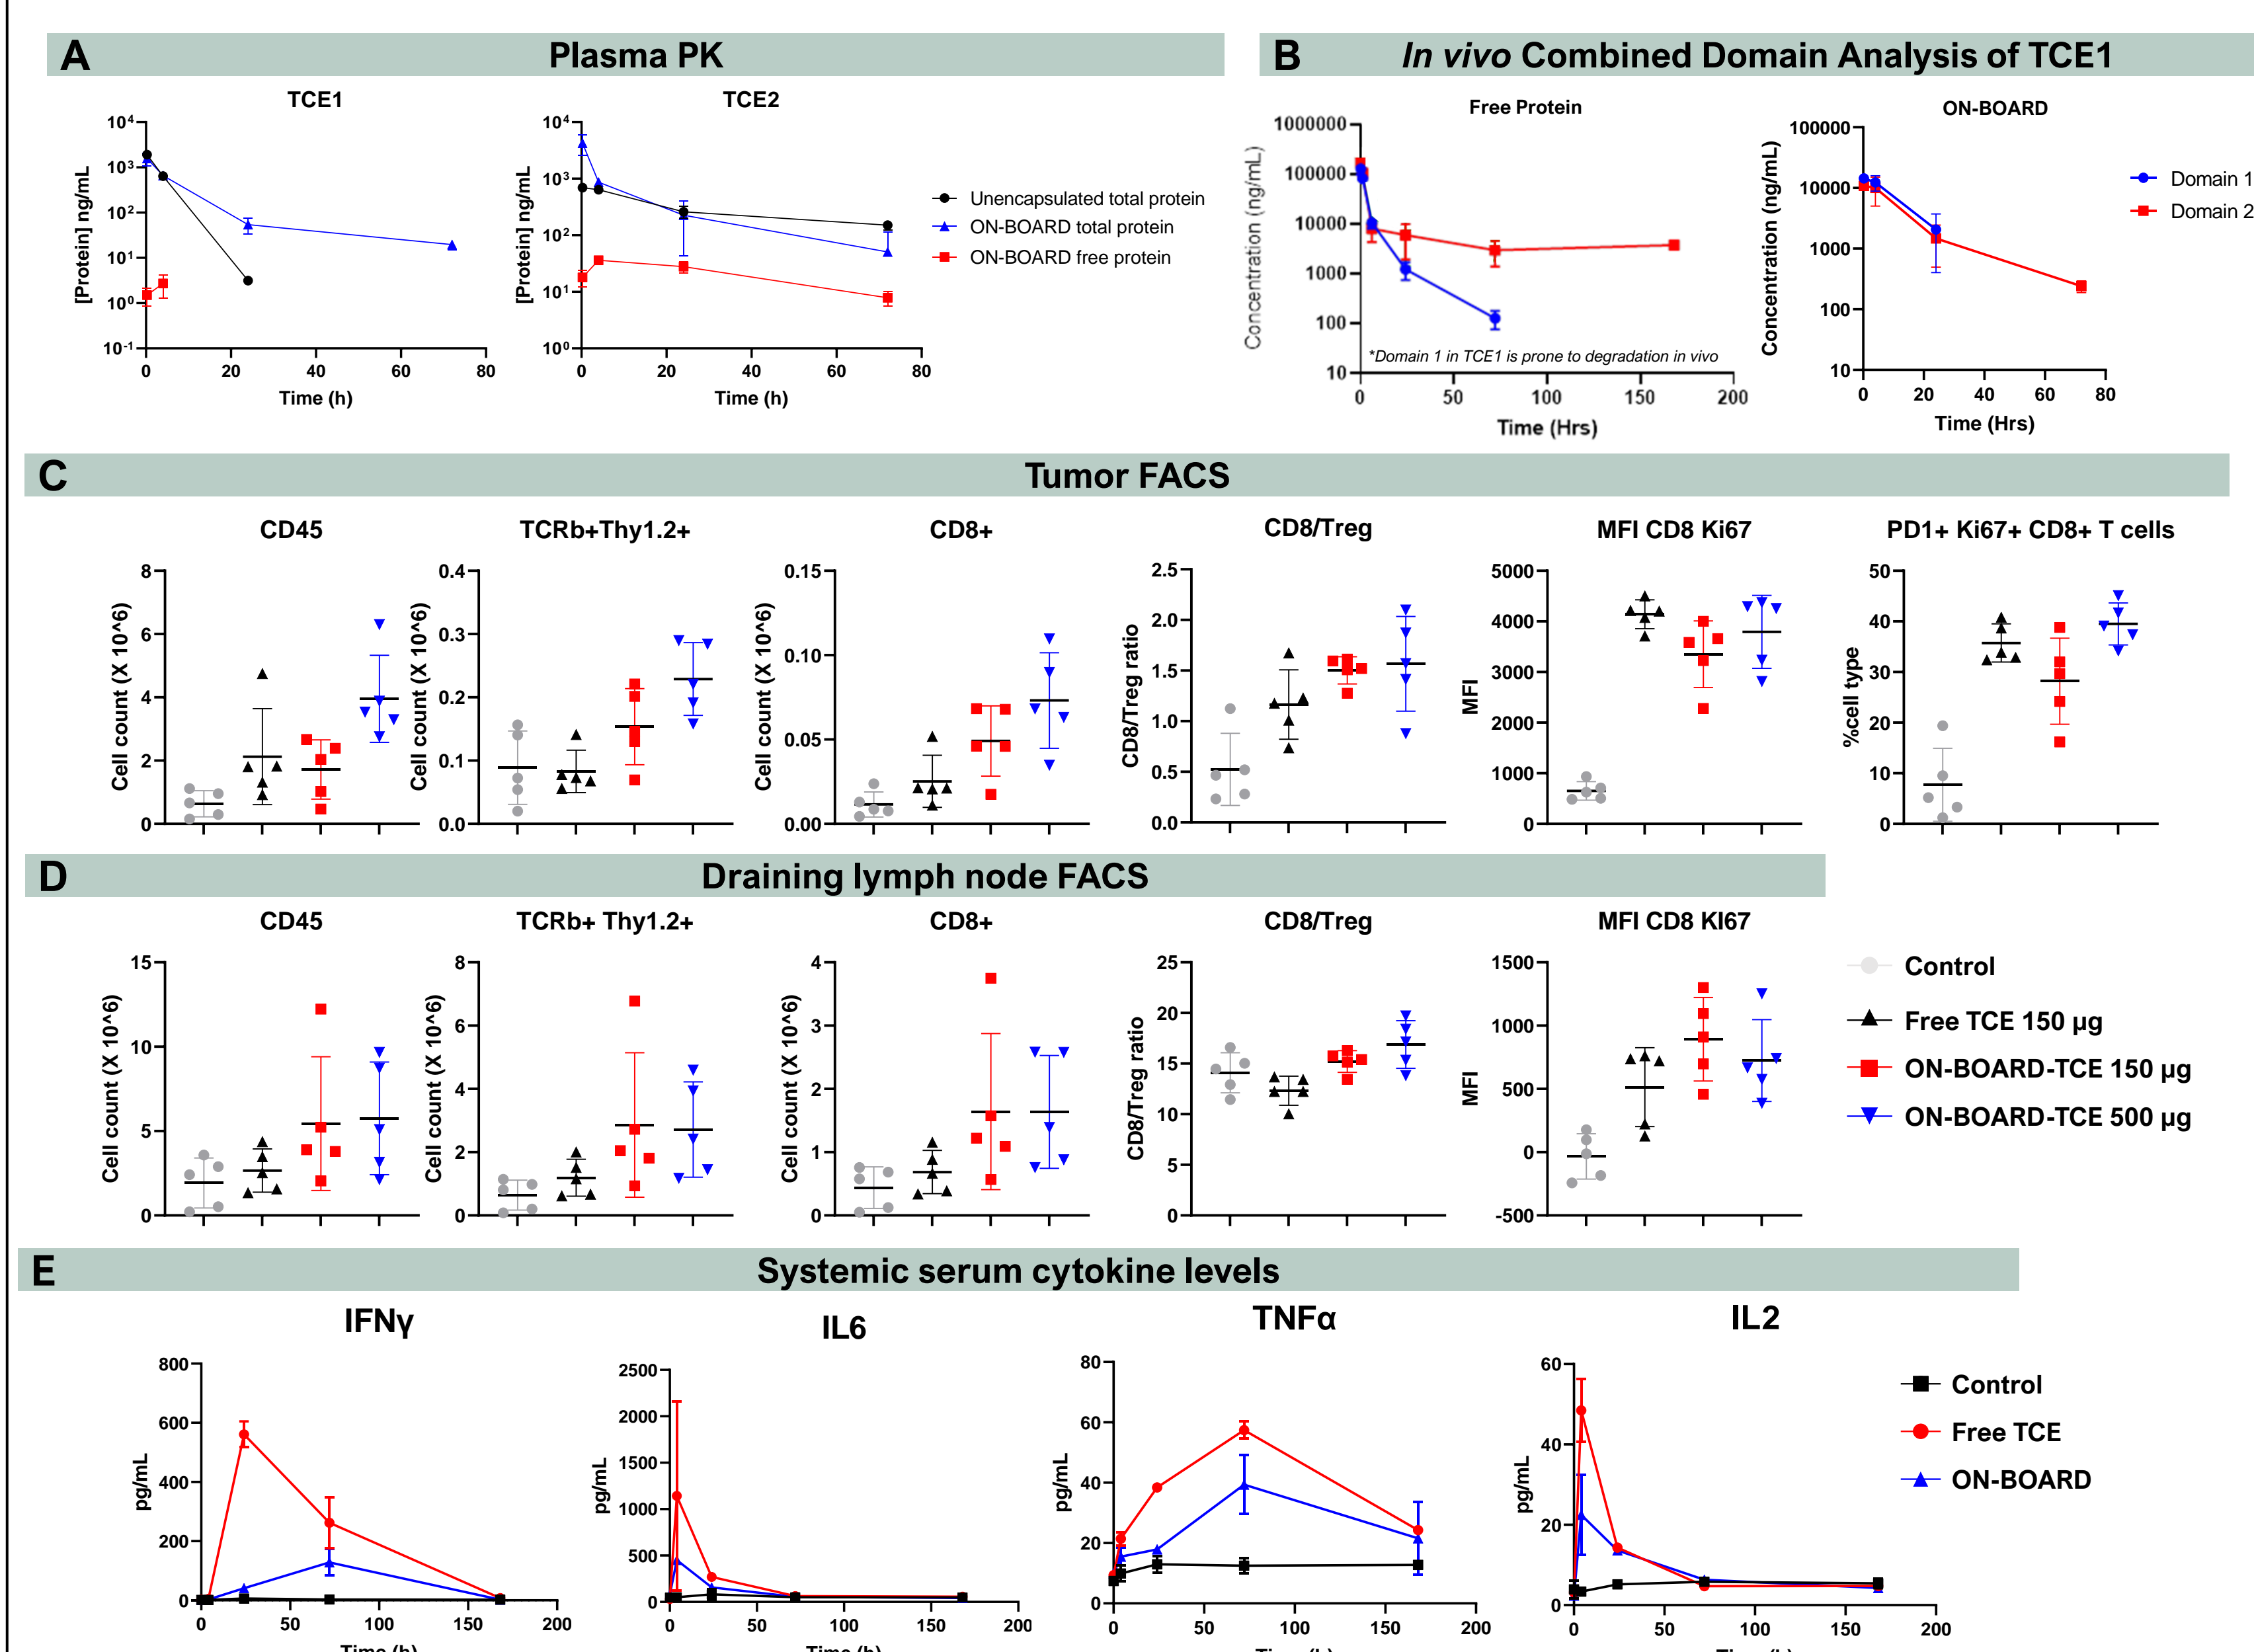 A Plasma PK
TCE1
10⁴
10³
10²
10¹
10⁰
10⁻¹
[Protein] ng/mL
0 20 40 60 80
Time (h)
TCE2
10⁴
10³
10²
10¹
10⁰
[Protein] ng/mL
0 20 40 60 80
Time (h)
Unencapsulated total protein
ON-BOARD total protein
ON-BOARD free protein
B In vivo Combined Domain Analysis of TCE1
Free Protein
1000000
100000
10000
1000
100
10
Concentration (ng/mL)
*Domain 1 in TCE1 is prone to degradation in vivo
0 50 100 150 200
Time (Hrs)
ON-BOARD
100000
10000
1000
100
10
Concentration (ng/mL)
0 20 40 60 80
Time (Hrs)
Domain 1
Domain 2
C Tumor FACS
CD45
8
6
4
2
0
Cell count (X 10^6)
TCRb+Thy1.2+
0.4
0.3
0.2
0.1
0.0
Cell count (X 10^6)
CD8+
0.15
0.10
0.05
0.00
Cell count (X 10^6)
CD8/Treg
2.5
2.0
1.5
1.0
0.5
0.0
CD8/Treg ratio
MFI CD8 Ki67
5000
4000
3000
2000
1000
0
MFI
PD1+ Ki67+ CD8+ T cells
50
40
30
20
10
0
%cell type
D Draining lymph node FACS
CD45
15
10
5
0
Cell count (X 10^6)
TCRb+ Thy1.2+
8
6
4
2
0
Cell count (X 10^6)
CD8+
4
3
2
1
0
Cell count (X 10^6)
CD8/Treg
25
20
15
10
5
0
CD8/Treg ratio
MFI CD8 KI67
1500
1000
500
0
-500
MFI
Control
Free TCE 150 µg
ON-BOARD-TCE 150 µg
ON-BOARD-TCE 500 µg
E Systemic serum cytokine levels
IFNγ
800
600
400
200
0
pg/mL
0 50 100 150 200
Time (h)
IL6
2500
2000
1500
1000
500
0
pg/mL
0 50 100 150 200
Time (h)
TNFα
80
60
40
20
0
pg/mL
0 50 100 150 200
Time (h)
IL2
60
40
20
0
pg/mL
0 50 100 150 200
Time (h)
Control
Free TCE
ON-BOARD